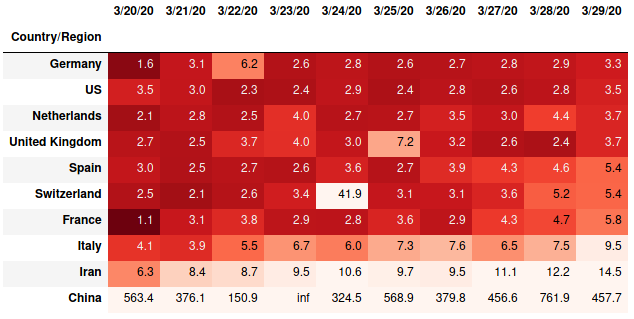 3/20/20 3/21/20 3/22/20 3/23/20 3/24/20 3/25/20 3/26/20 3/27/20 3/28/20 3/29/20
Country/Region
Germany 1.6 3.1 6.2 2.6 2.8 2.6 2.7 2.8 2.9 3.3
US 3.5 3.0 2.3 2.4 2.9 2.4 2.8 2.6 2.8 3.5
Netherlands 2.1 2.8 2.5 4.0 2.7 2.7 3.5 3.0 4.4 3.7
United Kingdom 2.7 2.5 3.7 4.0 3.0 7.2 3.2 2.6 2.4 3.7
Spain 3.0 2.5 2.7 2.6 3.6 2.7 3.9 4.3 4.6 5.4
Switzerland 2.5 2.1 2.6 3.4 41.9 3.1 3.1 3.6 5.2 5.4
France 1.1 3.1 3.8 2.9 2.8 3.6 2.9 4.3 4.7 5.8
Italy 4.1 3.9 5.5 6.7 6.0 7.3 7.6 6.5 7.5 9.5
Iran 6.3 8.4 8.7 9.5 10.6 9.7 9.5 11.1 12.2 14.5
China 563.4 376.1 150.9 inf 324.5 568.9 379.8 456.6 761.9 457.7